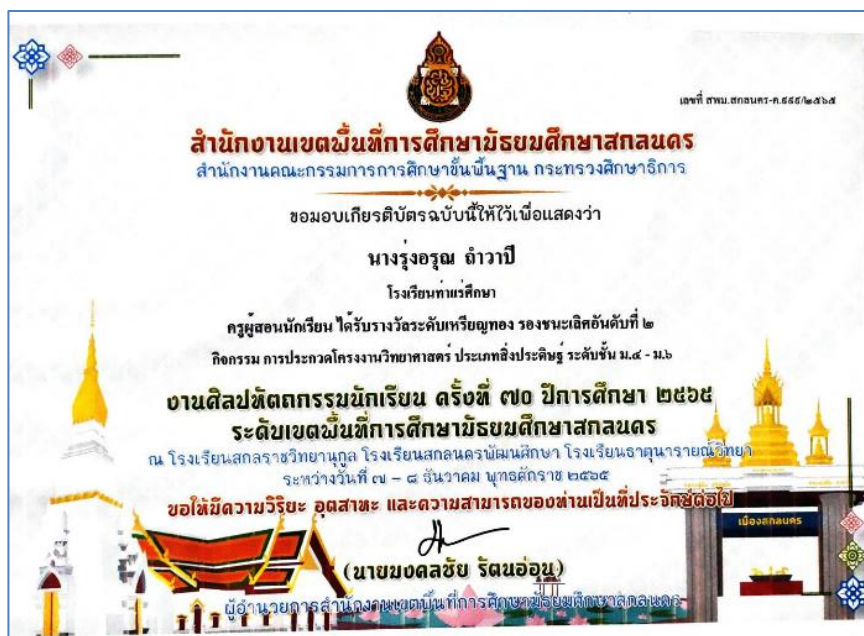 เลขที่ สพม.สกลนคร-ค.๙๙๙/๒๕๖๕
สำนักงานเขตพื้นที่การศึกษามัธยมศึกษาสกลนคร
สำนักงานคณะกรรมการการศึกษาขั้นพื้นฐาน กระทรวงศึกษาธิการ
ขอมอบเกียรติบัตรฉบับนี้ให้ไว้เพื่อแสดงว่า
นางรุ่งอรุณ ถำวาปี
โรงเรียนท่าแร่ศึกษา
ครูผู้สอนนักเรียน ได้รับรางวัลระดับเหรียญทอง รองชนะเลิศอันดับที่ ๒
กิจกรรม การประกวดโครงงานวิทยาศาสตร์ ประเภทสิ่งประดิษฐ์ ระดับชั้น ม.๔ - ม.๖
งานศิลปหัตถกรรมนักเรียน ครั้งที่ ๗๐ ปีการศึกษา ๒๕๖๕
ระดับเขตพื้นที่การศึกษามัธยมศึกษาสกลนคร
ณ โรงเรียนสกลราชวิทยานุกูล โรงเรียนสกลนครพัฒนศึกษา โรงเรียนธาตุนารายณ์วิทยา
ระหว่างวันที่ ๗ - ๘ ธันวาคม พุทธศักราช ๒๕๖๕
ขอให้มีความวิริยะ อุตสาหะ และความสามารถของท่านเป็นที่ประจักษ์ต่อไป
เมืองสกลนคร
(นายมงคลชัย รัตนอ่อน)
ผู้อำนวยการสำนักงานเขตพื้นที่การศึกษามัธยมศึกษาสกลนคร